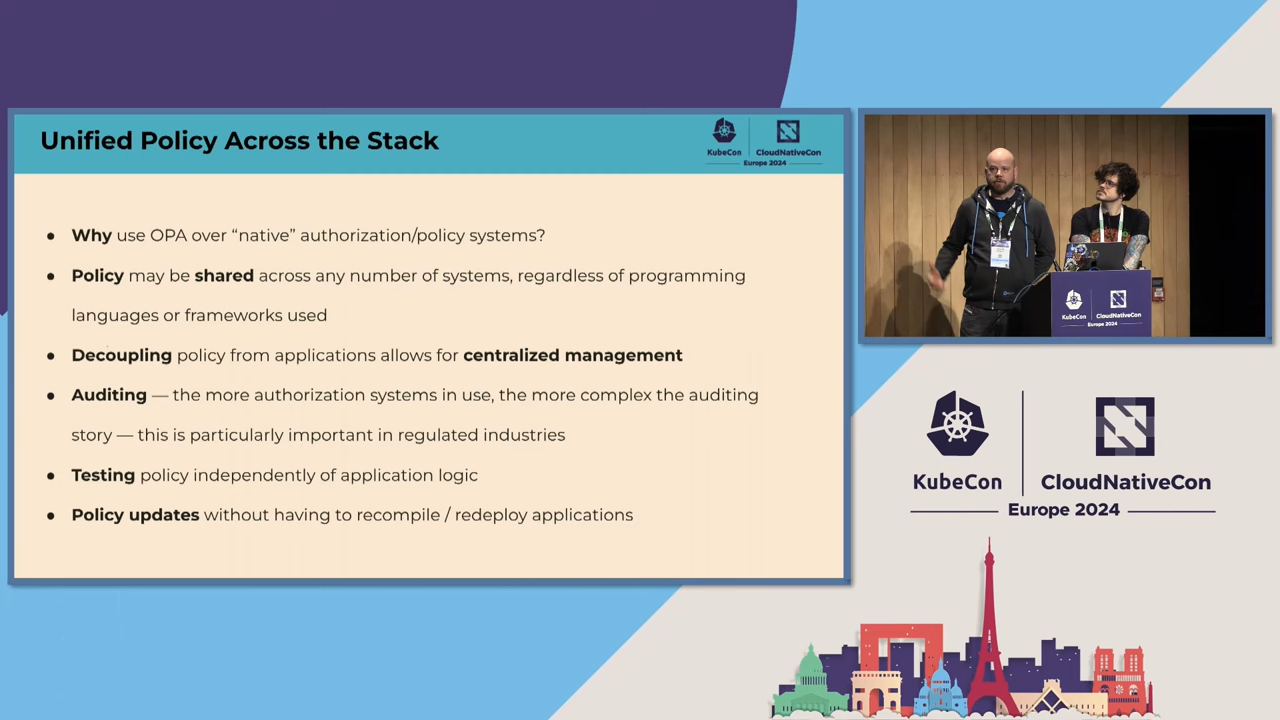 Unified Policy Across the Stack
KubeCon
CloudNativeCon
Europe 2024
● Why use OPA over “native” authorization/policy systems?
● Policy may be shared across any number of systems, regardless of programming
languages or frameworks used
● Decoupling policy from applications allows for centralized management
● Auditing — the more authorization systems in use, the more complex the auditing
story — this is particularly important in regulated industries
● Testing policy independently of application logic
● Policy updates without having to recompile / redeploy applications
KubeCon
CloudNativeCon
Europe 2024
KubeCon
CloudNativeCon
Europe 2024